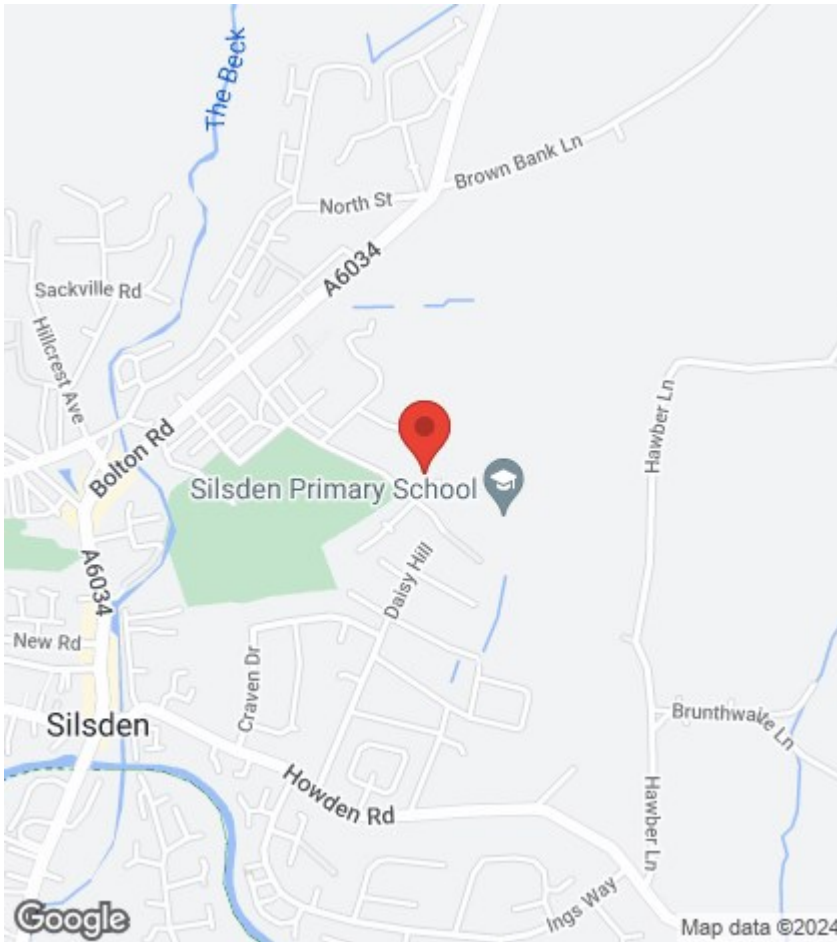 The Beck
Brown Bank Ln
North St
A6034
Sackville Rd
Hillcrest Ave
Hawber Ln
Bolton Rd
Silsden Primary School
A6034
Daisy Hill
New Rd
Craven Dr
Silsden
Brunthwaite Ln
Howden Rd
Hawber Ln
Ings Way
Google
Map data ©2024